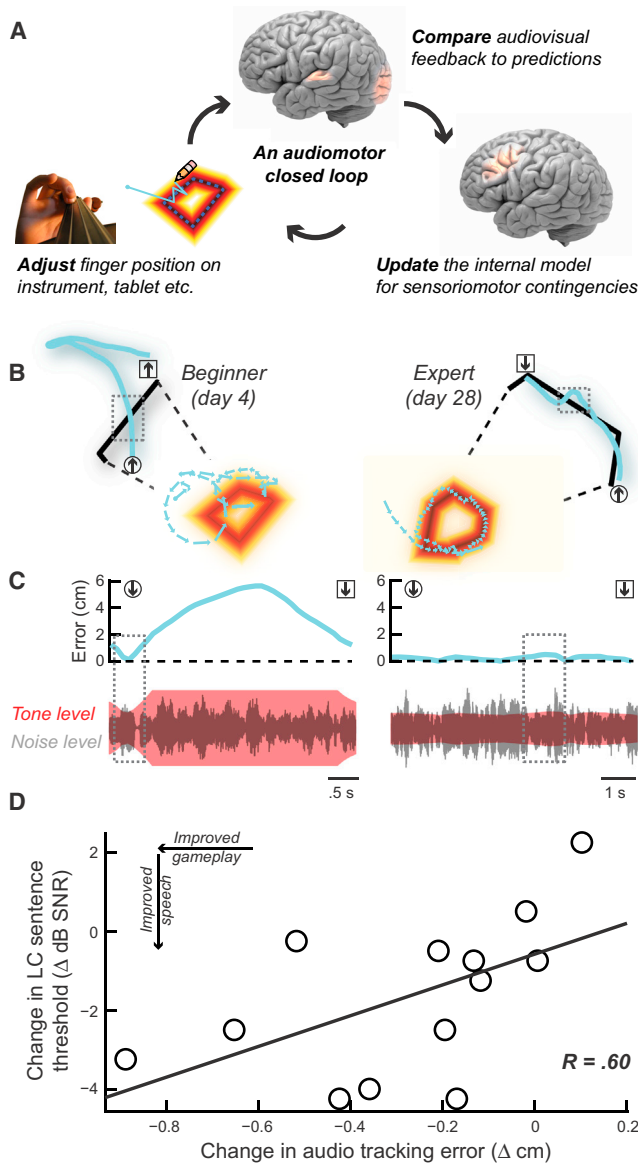 A
Compare audiovisual
feedback to predictions
An audiomotor
closed loop
Adjust finger position on
instrument, tablet etc.
Update the internal model
for sensoriomotor contingencies
B
Beginner
(day 4)
Expert
(day 28)
C
Error (cm)
6
4
2
0
6
4
2
0
Tone level
Noise level
.5 s
1 s
D
Change in LC sentence
threshold (Δ dB SNR)
2
0
−2
−4
Improved
gameplay
Improved
speech
R = .60
−0.8
−0.6
−0.4
−0.2
0
0.2
Change in audio tracking error (Δ cm)